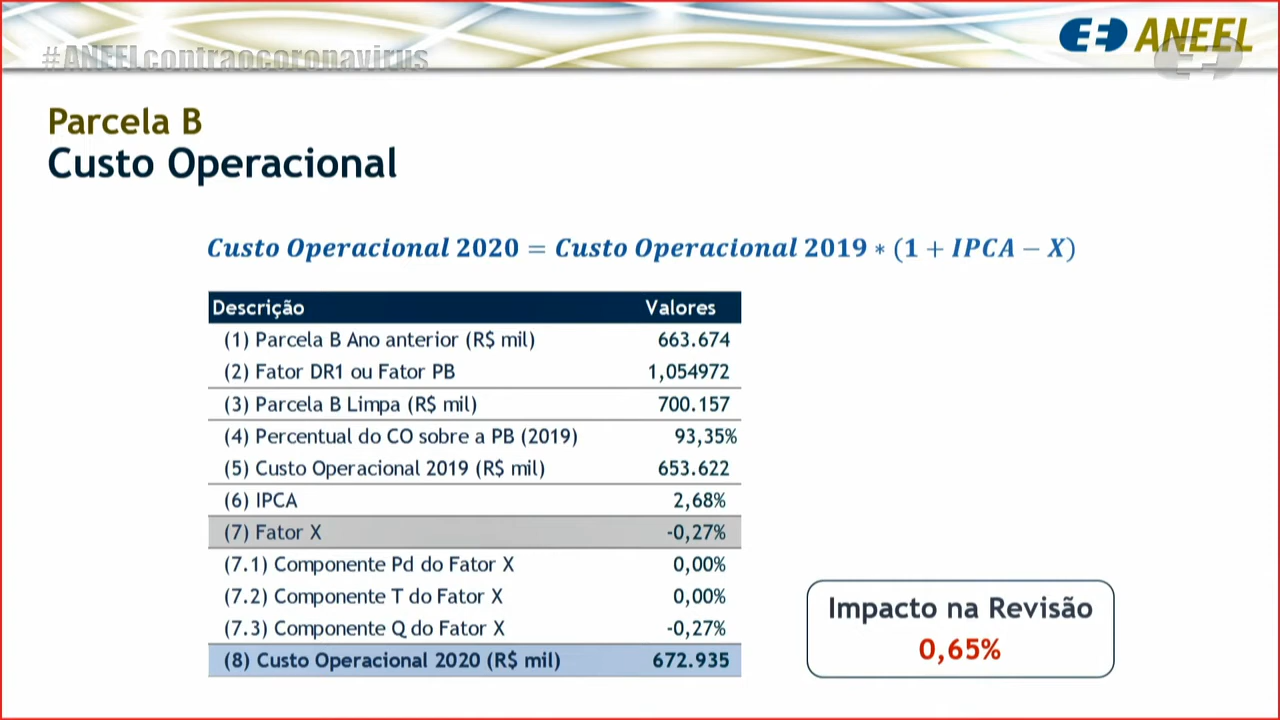 #ANEELcontraocoronavirus
ANEEL
Parcela B
Custo Operacional
Custo Operacional 2020 = Custo Operacional 2019 * (1 + IPCA − X)
Descrição Valores
(1) Parcela B Ano anterior (R$ mil) 663.674
(2) Fator DR1 ou Fator PB 1,054972
(3) Parcela B Limpa (R$ mil) 700.157
(4) Percentual do CO sobre a PB (2019) 93,35%
(5) Custo Operacional 2019 (R$ mil) 653.622
(6) IPCA 2,68%
(7) Fator X -0,27%
(7.1) Componente Pd do Fator X 0,00%
(7.2) Componente T do Fator X 0,00%
(7.3) Componente Q do Fator X -0,27%
(8) Custo Operacional 2020 (R$ mil) 672.935
Impacto na Revisão
0,65%